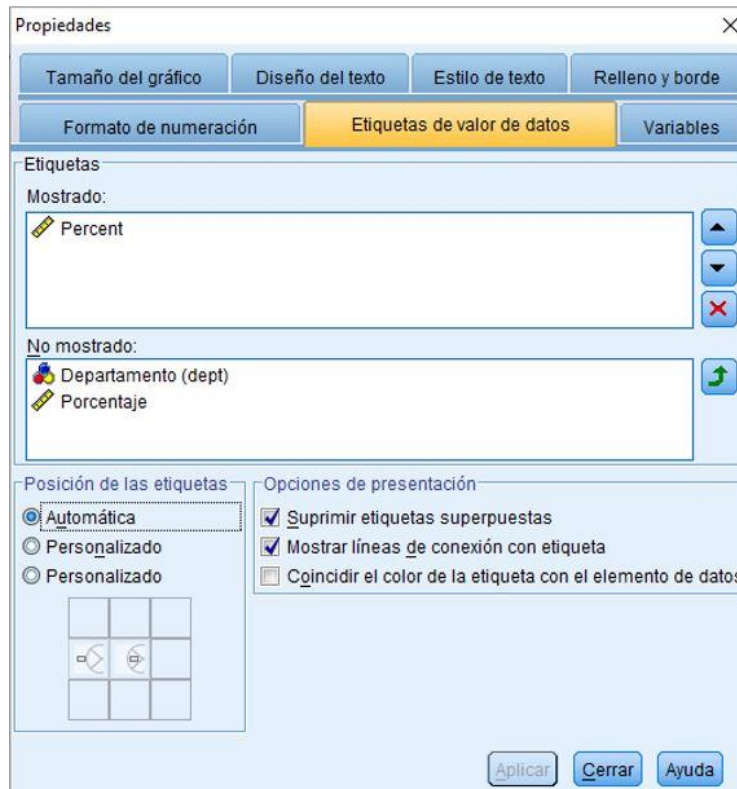 Propiedades
Tamaño del gráfico Diseño del texto Estilo de texto Relleno y borde
Formato de numeración Etiquetas de valor de datos Variables
Etiquetas
Mostrado:
Percent
No mostrado:
Departamento (dept)
Porcentaje
Posición de las etiquetas Opciones de presentación
Automática Suprimir etiquetas superpuestas
Personalizado Mostrar líneas de conexión con etiqueta
Personalizado Coincidir el color de la etiqueta con el elemento de datos
Aplicar Cerrar Ayuda